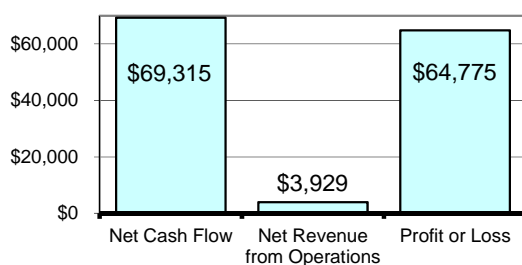 $60,000
$69,315
$64,775
$40,000
$20,000
$3,929
$0
Net Cash Flow
Net Revenue
from Operations
Profit or Loss